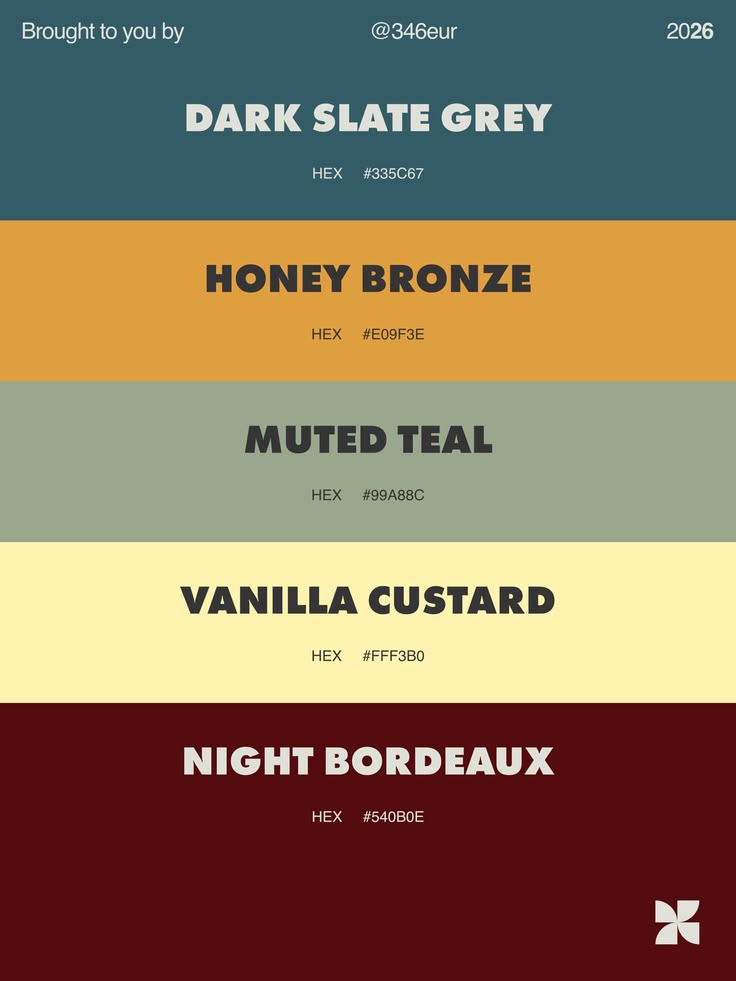 Brought to you by @346eur 2026
DARK SLATE GREY
HEX #335C67
HONEY BRONZE
HEX #E09F3E
MUTED TEAL
HEX #99A88C
VANILLA CUSTARD
HEX #FFF3B0
NIGHT BORDEAUX
HEX #540B0E